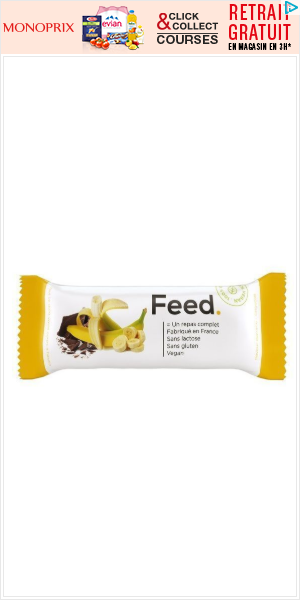 MONOPRIX
evian
&CLICK
COLLECT
COURSES
RETRAIT
GRATUIT
EN MAGASIN EN 3H*
Feed.
= Un repas complet
Fabriqué en France
Sans lactose
Sans gluten
Vegan